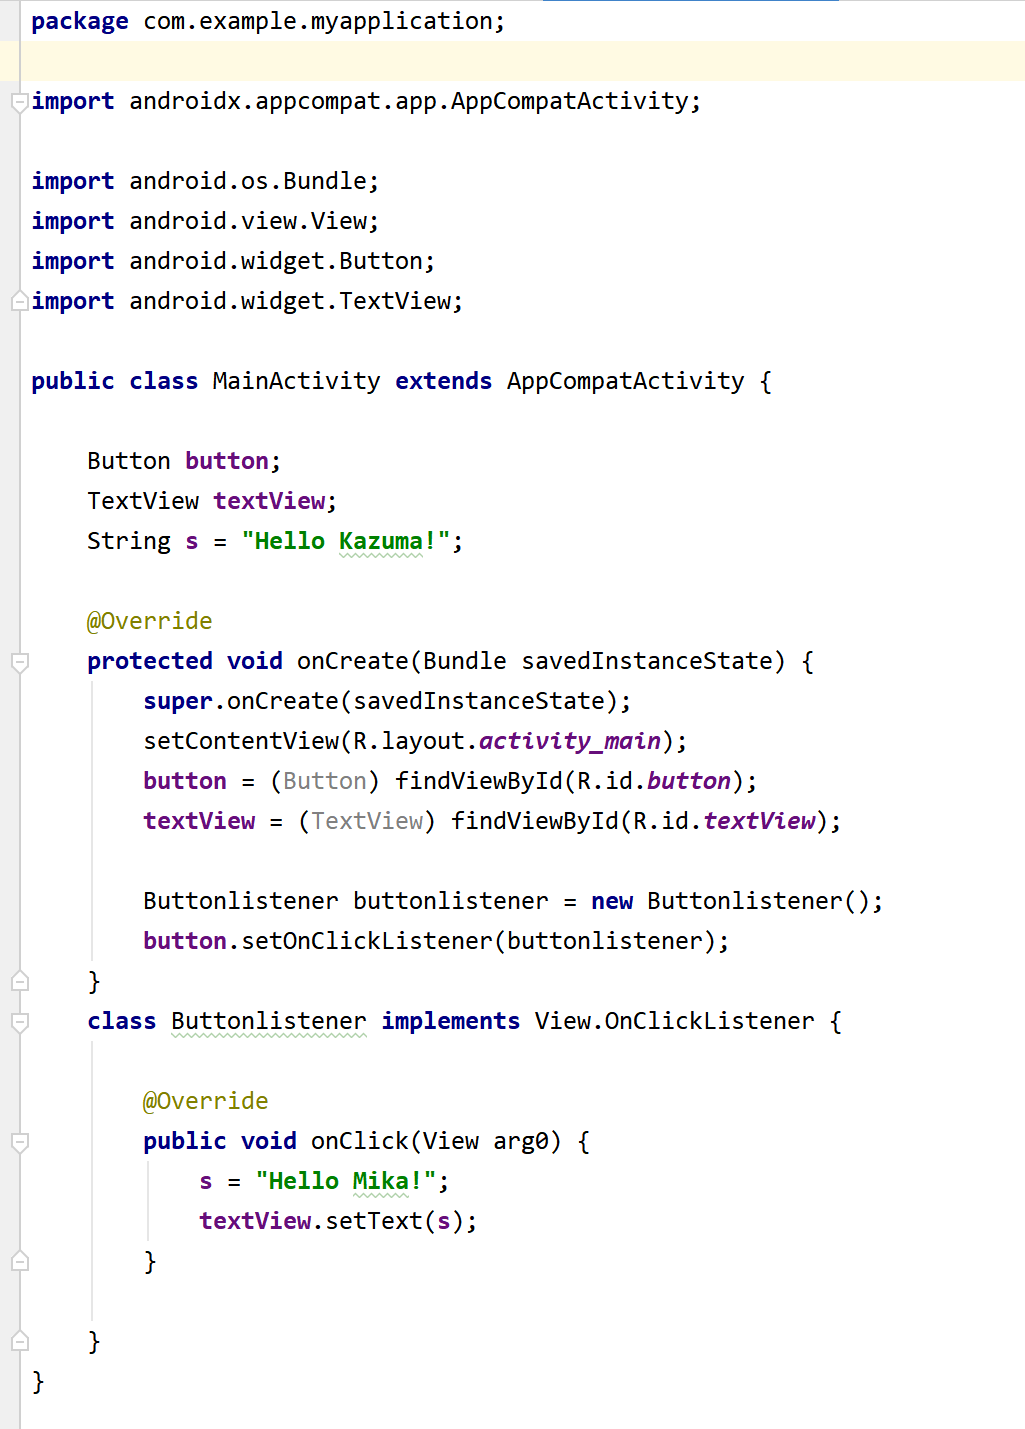 package com.example.myapplication;
import androidx.appcompat.app.AppCompatActivity;
import android.os.Bundle;
import android.view.View;
import android.widget.Button;
import android.widget.TextView;
public class MainActivity extends AppCompatActivity {
Button button;
TextView textView;
String s = "Hello Kazuma!";
@Override
protected void onCreate(Bundle savedInstanceState) {
super.onCreate(savedInstanceState);
setContentView(R.layout.activity_main);
button = (Button) findViewById(R.id.button);
textView = (TextView) findViewById(R.id.textView);
Buttonlistener buttonlistener = new Buttonlistener();
button.setOnClickListener(buttonlistener);
}
class Buttonlistener implements View.OnClickListener {
@Override
public void onClick(View arg0) {
s = "Hello Mika!";
textView.setText(s);
}
}
}